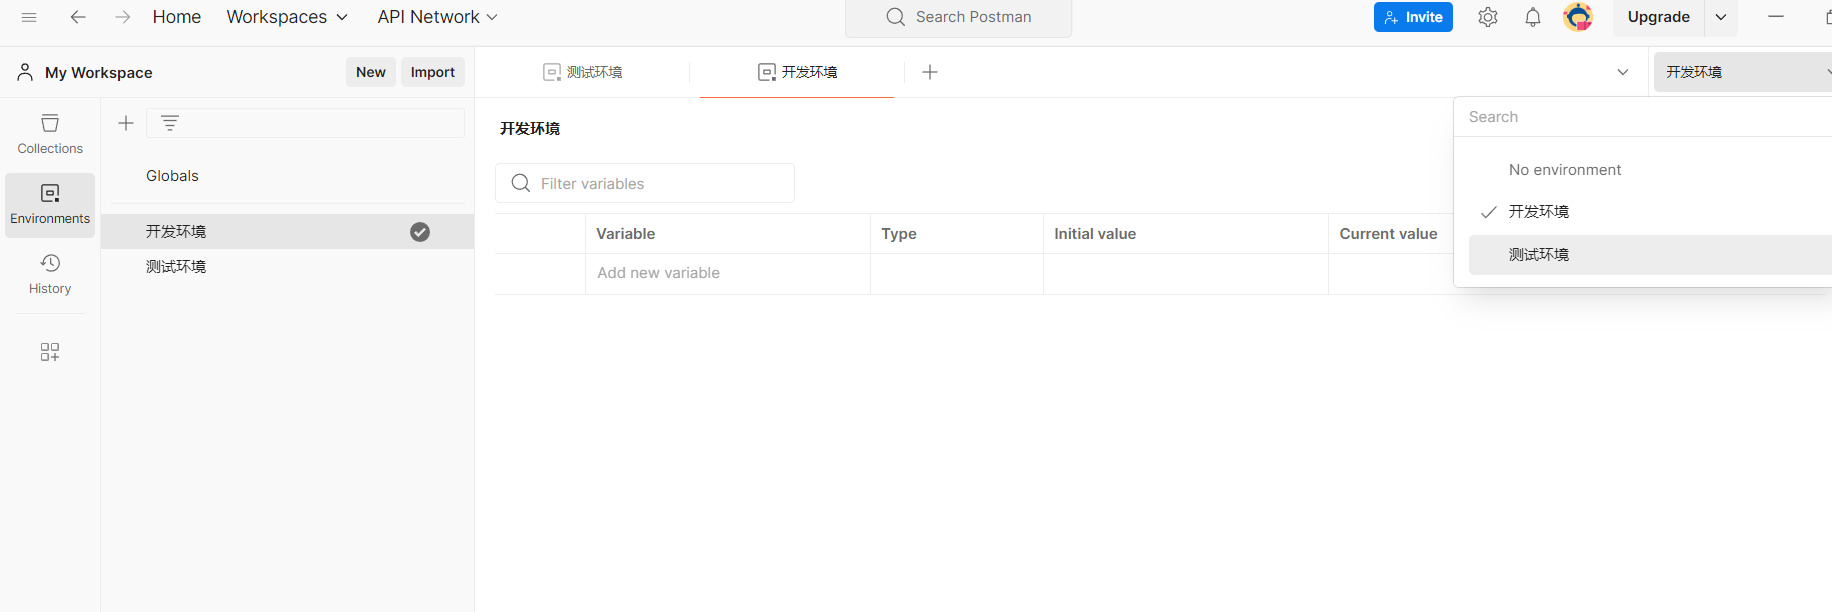 Home Workspaces API Network Search Postman Invite Upgrade
My Workspace New Import 测试环境 开发环境 开发环境
Collections
Environments
History
Globals
开发环境
测试环境
开发环境
Filter variables
Variable Type Initial value Current value
Add new variable
Search
No environment
开发环境
测试环境